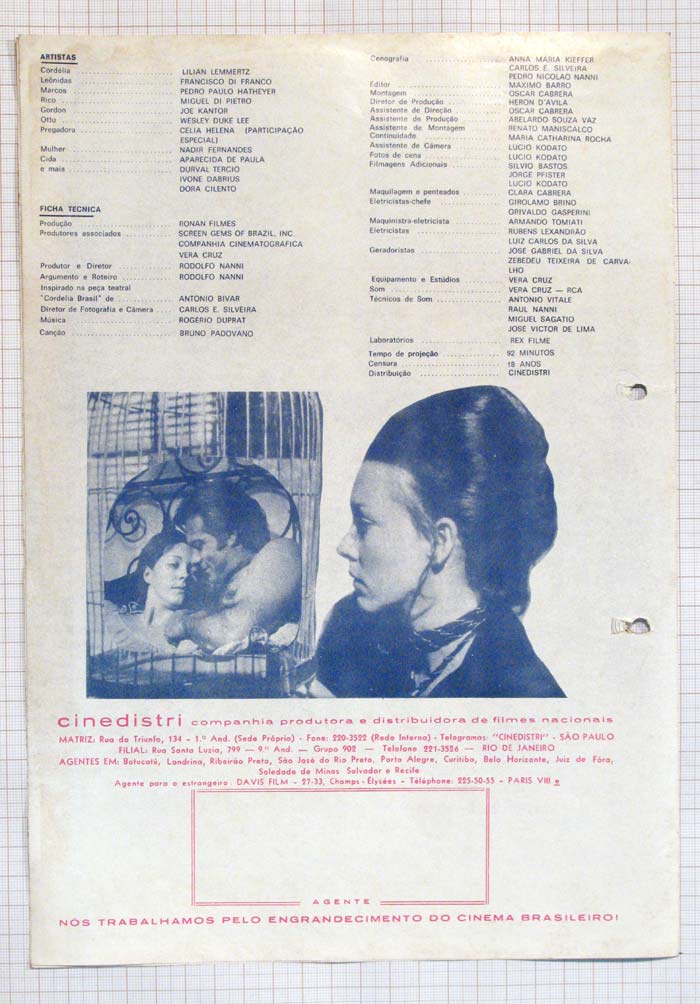 ARTISTAS
Cordélia ........ LILIAN LEMMERTZ
Leônidas ........ FRANCISCO DI FRANCO
Marcos ........ PEDRO PAULO HATHEYER
Rico ........ MIGUEL DI PIETRO
Gordon ........ JOE KANTOR
Otto ........ WESLEY DUKE LEE
Pregadora ........ CELIA HELENA (PARTICIPAÇÃO
ESPECIAL)
Mulher ........ NADIR FERNANDES
Cida ........ APARECIDA DE PAULA
e mais ........ DURVAL TERCIO
IVONE DABRIUS
DORA CILENTO
FICHA TECNICA
Produção ........ RONAN FILMES
Produtores associados ........ SCREEN GEMS OF BRAZIL, INC.
COMPANHIA CINEMATOGRÁFICA
VERA CRUZ
Produtor e Diretor ........ RODOLFO NANNI
Argumento e Roteiro ........ RODOLFO NANNI
Inspirado na peça teatral
"Cordelia Brasil" de ........ ANTONIO BIVAR
Diretor de Fotografia e Câmera .... CARLOS E. SILVEIRA
Música ........ ROGÉRIO DUPRAT
Canção ........ BRUNO PADOVANO
Cenografia ........ ANNA MARIA KIEFFER
CARLOS E. SILVEIRA
PEDRO NICOLAO NANNI
Editor ........ MAXIMO BARRO
Montagem ........ OSCAR CABRERA
Diretor de Produção ........ HERON D'AVILA
Assistente de Direção ........ OSCAR CABRERA
Assistente de Produção ........ ABELARDO SOUZA VAZ
Assistente de Montagem ........ RENATO MANISCALCO
Continuidade ........ MARIA CATHARINA ROCHA
Assistente de Câmera ........ LUCIO KODATO
Fotos de cena ........ LUCIO KODATO
Filmagens Adicionais ........ SILVIO BASTOS
JORGE PFISTER
LUCIO KODATO
Maquilagem e penteados ........ CLARA CABRERA
Eletricistas-chefe ........ GIROLAMO BRINO
ORIVALDO GASPERINI
Maquinistra-eletricista ........ ARMANDO TOMIATI
Eletricistas ........ RUBENS LEXANDRÃO
LUIZ CARLOS DA SILVA
Geradoristas ........ JOSÉ GABRIEL DA SILVA
ZEBEDEU TEIXEIRA DE CARVA-
LHO
Equipamento e Estúdios ........ VERA CRUZ
Som ........ VERA CRUZ — RCA
Técnicos de Som ........ ANTONIO VITALE
RAUL NANNI
MIGUEL SAGATIO
JOSÉ VICTOR DE LIMA
Laboratórios ........ REX FILME
Tempo de projeção ........ 92 MINUTOS
Censura ........ 18 ANOS
Distribuição ........ CINEDISTRI
cinedistri companhia produtora e distribuidora de filmes nacionais
MATRIZ: Rua do Triunfo, 134 - 1.º And. (Sede Própria) - Fone: 220-3522 (Rede Interna) - Telegramas: "CINEDISTRI" - SÃO PAULO
FILIAL: Rua Santa Luzia, 799 — 9.º And. — Grupo 902 — Telefone 221-3526 — RIO DE JANEIRO
AGENTES EM: Botucatú, Londrina, Ribeirão Preto, São José do Rio Preto, Porto Alegre, Curitiba, Belo Horizonte, Juiz de Fóra,
Soledade de Minas Salvador e Recife
Agente para o estrangeiro: DAVIS FILM - 27-33, Champs-Élysées - Téléphone: 225-50-55 - PARIS VIII e
AGENTE
NÓS TRABALHAMOS PELO ENGRANDECIMENTO DO CINEMA BRASILEIRO!